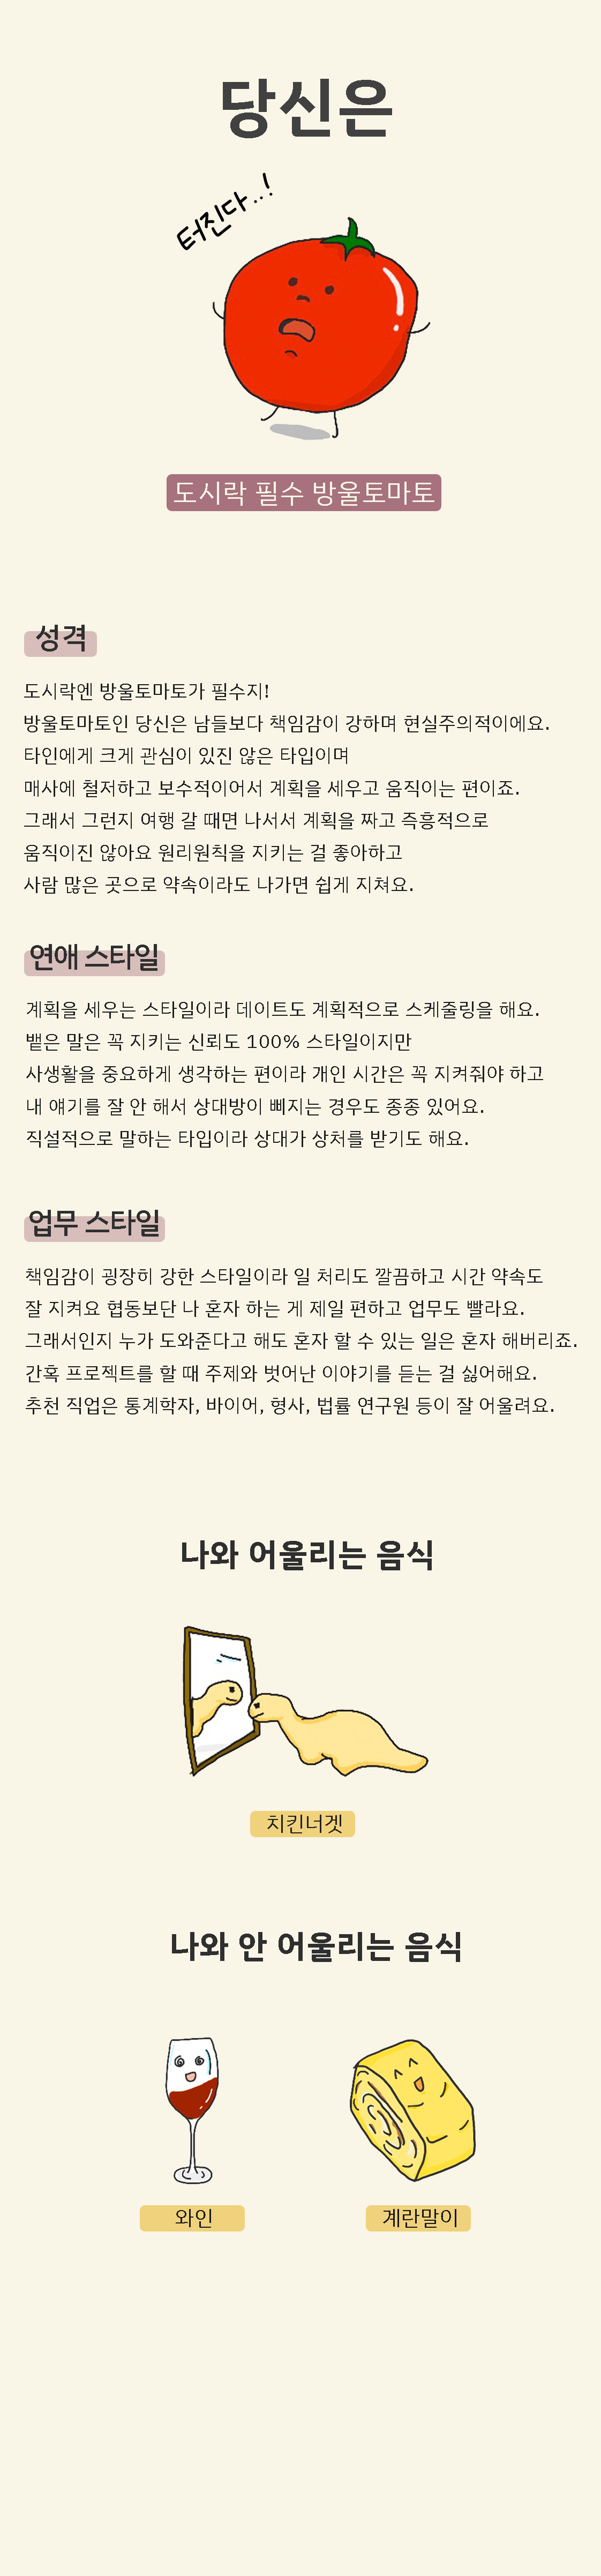 당신은
터진다..!
도시락 필수 방울토마토
성격
도시락엔 방울토마토가 필수지!
방울토마토인 당신은 남들보다 책임감이 강하며 현실주의적이에요.
타인에게 크게 관심이 있진 않은 타입이며
매사에 철저하고 보수적이어서 계획을 세우고 움직이는 편이죠.
그래서 그런지 여행 갈 때면 나서서 계획을 짜고 즉흥적으로
움직이진 않아요 원리원칙을 지키는 걸 좋아하고
사람 많은 곳으로 약속이라도 나가면 쉽게 지쳐요.
연애 스타일
계획을 세우는 스타일이라 데이트도 계획적으로 스케줄링을 해요.
뱉은 말은 꼭 지키는 신뢰도 100% 스타일이지만
사생활을 중요하게 생각하는 편이라 개인 시간은 꼭 지켜줘야 하고
내 얘기를 잘 안 해서 상대방이 삐지는 경우도 종종 있어요.
직설적으로 말하는 타입이라 상대가 상처를 받기도 해요.
업무 스타일
책임감이 굉장히 강한 스타일이라 일 처리도 깔끔하고 시간 약속도
잘 지켜요 협동보단 나 혼자 하는 게 제일 편하고 업무도 빨라요.
그래서인지 누가 도와준다고 해도 혼자 할 수 있는 일은 혼자 해버리죠.
간혹 프로젝트를 할 때 주제와 벗어난 이야기를 듣는 걸 싫어해요.
추천 직업은 통계학자, 바이어, 형사, 법률 연구원 등이 잘 어울려요.
나와 어울리는 음식
치킨너겟
나와 안 어울리는 음식
와인
계란말이